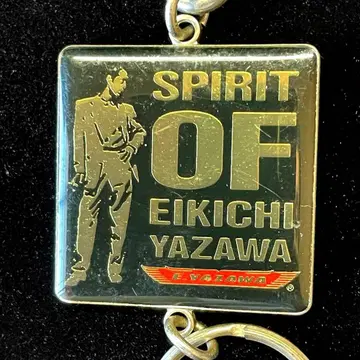 SPIRIT
OF
EIKICHI
YAZAWA
E YAZAWA
®